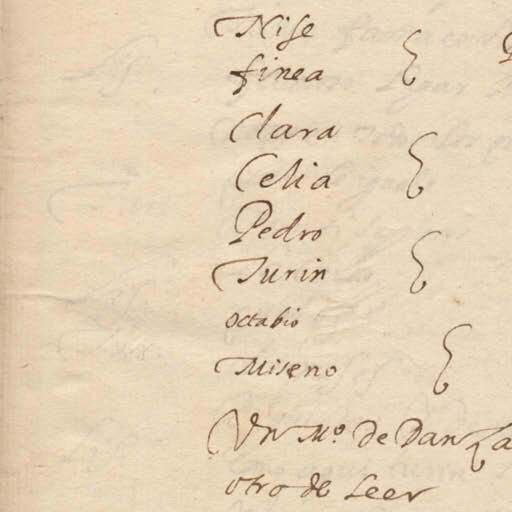 Nise
finea
Clara
Celia
Pedro
Turin
octabio
Miseno
Vn Mº de Danza
otro de leer